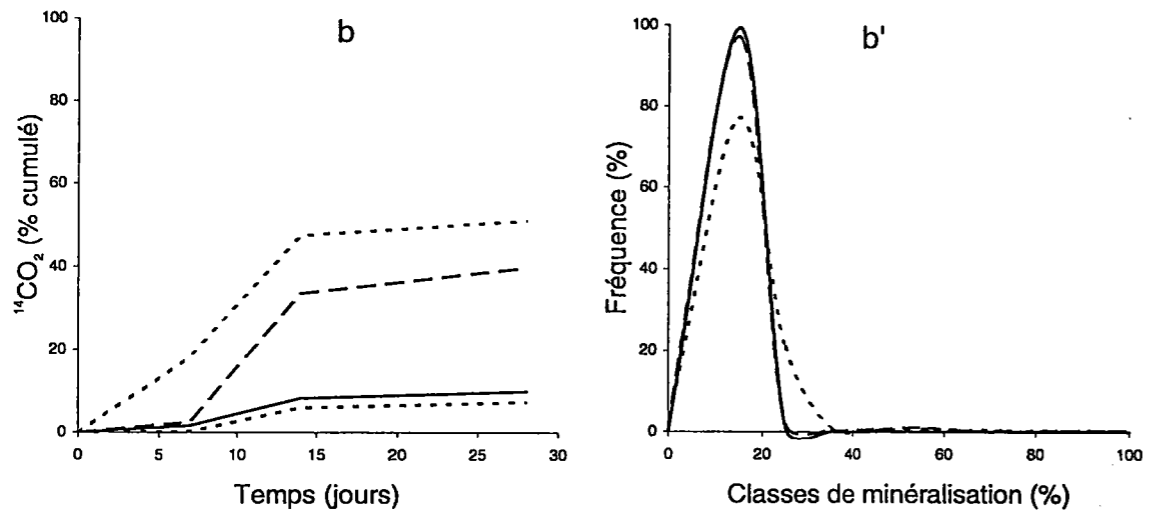 b
¹⁴CO₂ (% cumulé)
100
80
60
40
20
0
0 5 10 15 20 25 30
Temps (jours)
b'
Fréquence (%)
100
80
60
40
20
0
0 20 40 60 80 100
Classes de minéralisation (%)